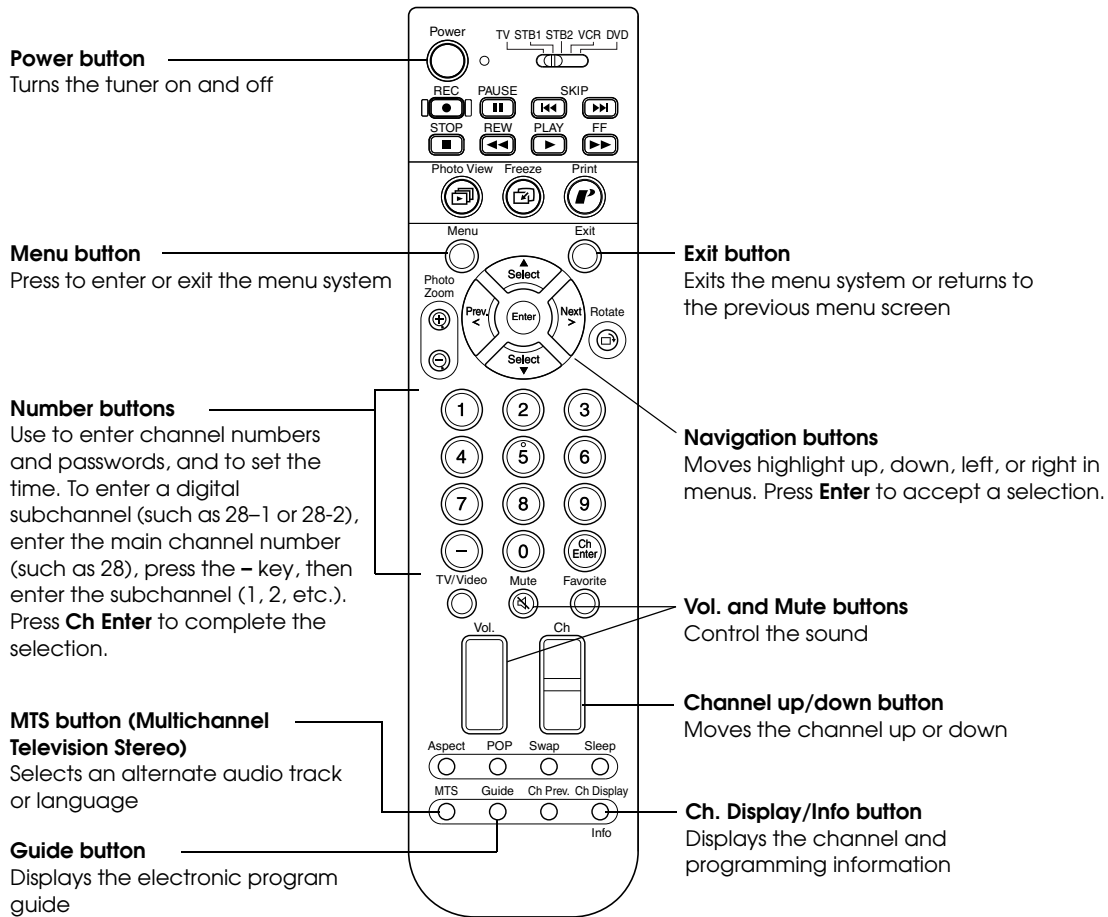 Power button
Turns the tuner on and off
Menu button
Press to enter or exit the menu system
Number buttons
Use to enter channel numbers
and passwords, and to set the
time. To enter a digital
subchannel (such as 28–1 or 28-2),
enter the main channel number
(such as 28), press the – key, then
enter the subchannel (1, 2, etc.).
Press Ch Enter to complete the
selection.
MTS button (Multichannel
Television Stereo)
Selects an alternate audio track
or language
Guide button
Displays the electronic program
guide
Power
TV STB1 STB2 VCR DVD
REC PAUSE SKIP
STOP REW PLAY FF
Photo View Freeze Print
Menu Exit
Photo
Zoom
Select
Prev. < Enter Next >
Rotate
Select
1 2 3
4 5 6
7 8 9
– 0 Ch Enter
TV/Video Mute Favorite
Vol. Ch
Aspect POP Swap Sleep
MTS Guide Ch Prev. Ch Display
Info
Exit button
Exits the menu system or returns to
the previous menu screen
Navigation buttons
Moves highlight up, down, left, or right in
menus. Press Enter to accept a selection.
Vol. and Mute buttons
Control the sound
Channel up/down button
Moves the channel up or down
Ch. Display/Info button
Displays the channel and
programming information